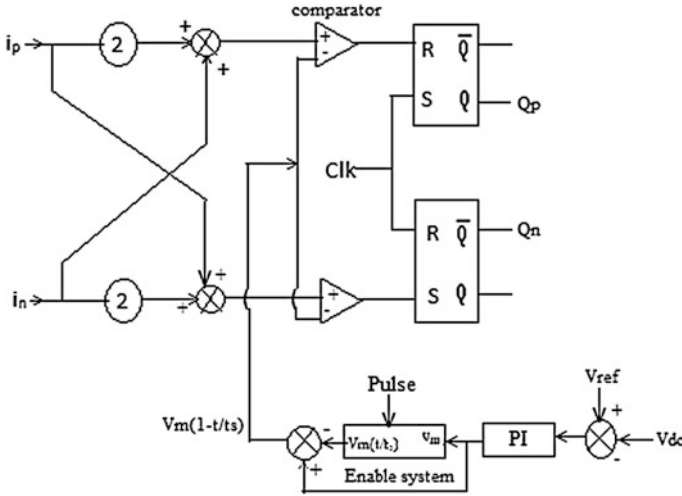 comparator
ip
2
+
+
+
-
R Q̅
S Q
Qp
Clk
R Q̅
S Q
Qn
in
2
+
+
+
-
Pulse
Vref
Vm(1-t/ts)
-
+
Vm(t/ts)
Vm
PI
+
-
Vdc
Enable system